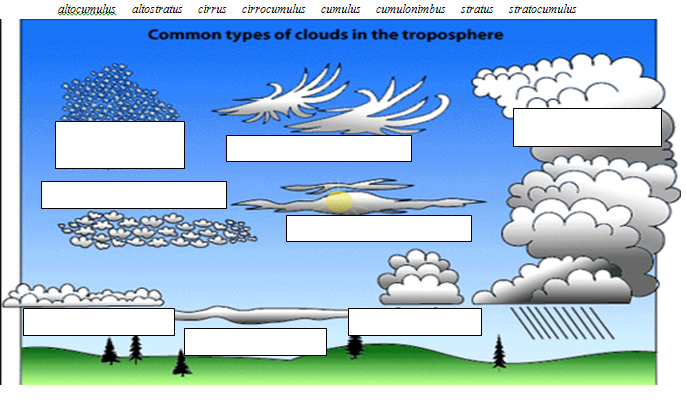 altocumulus altostratus cirrus cirrocumulus cumulus cumulonimbus stratus stratocumulus
Common types of clouds in the troposphere